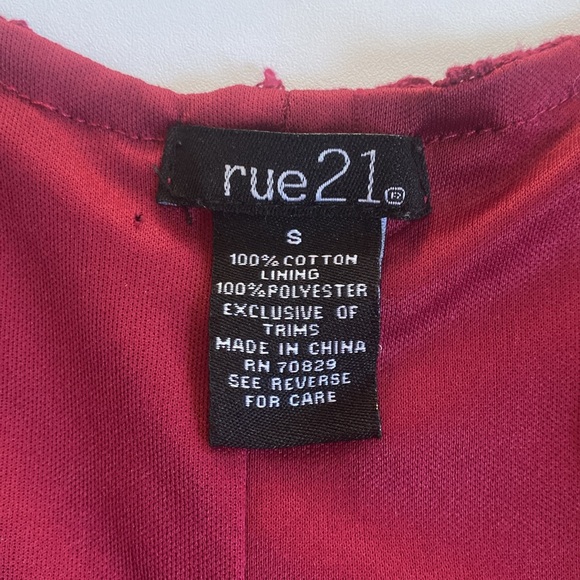 rue21®
S
100% COTTON
LINING
100%POLYESTER
EXCLUSIVE OF
TRIMS
MADE IN CHINA
RN 70829
SEE REVERSE
FOR CARE